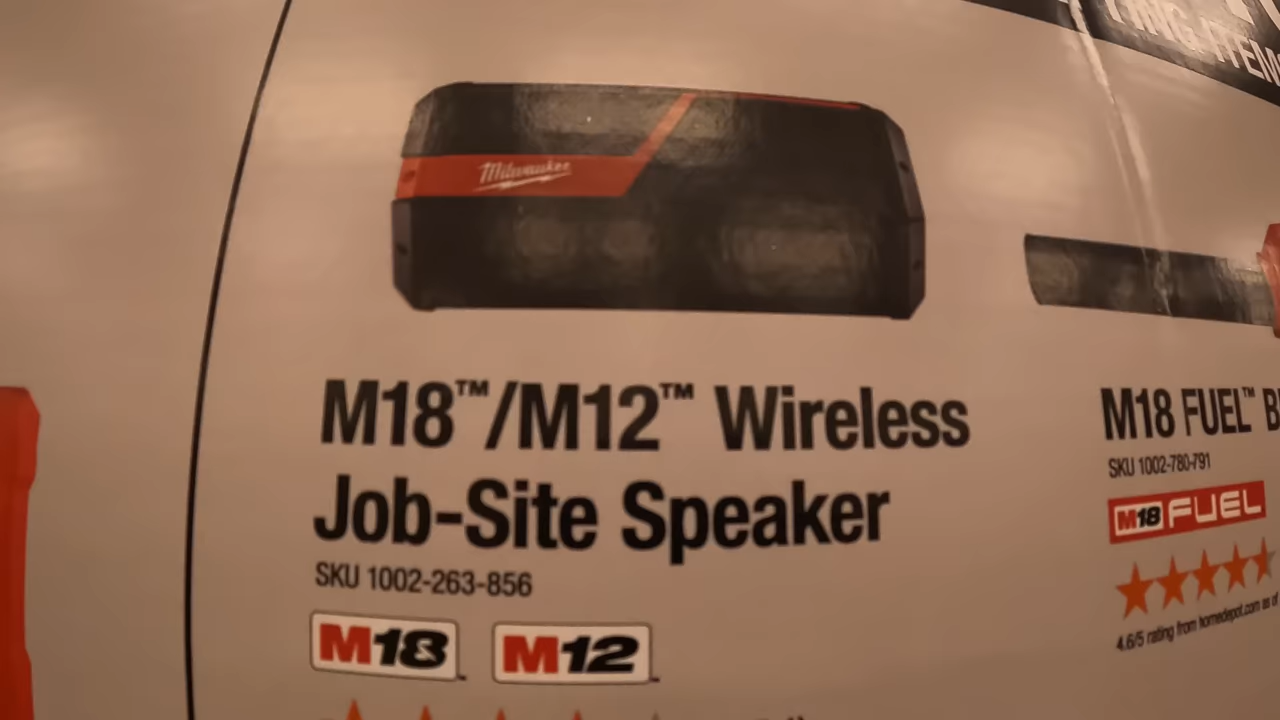 Milwaukee
M18™/M12™ Wireless
Job-Site Speaker
SKU 1002-263-856
M18
M12
M18 FUEL™
SKU 1002-780-791
M18 FUEL
4.6/5 rating from homedepot.com as of